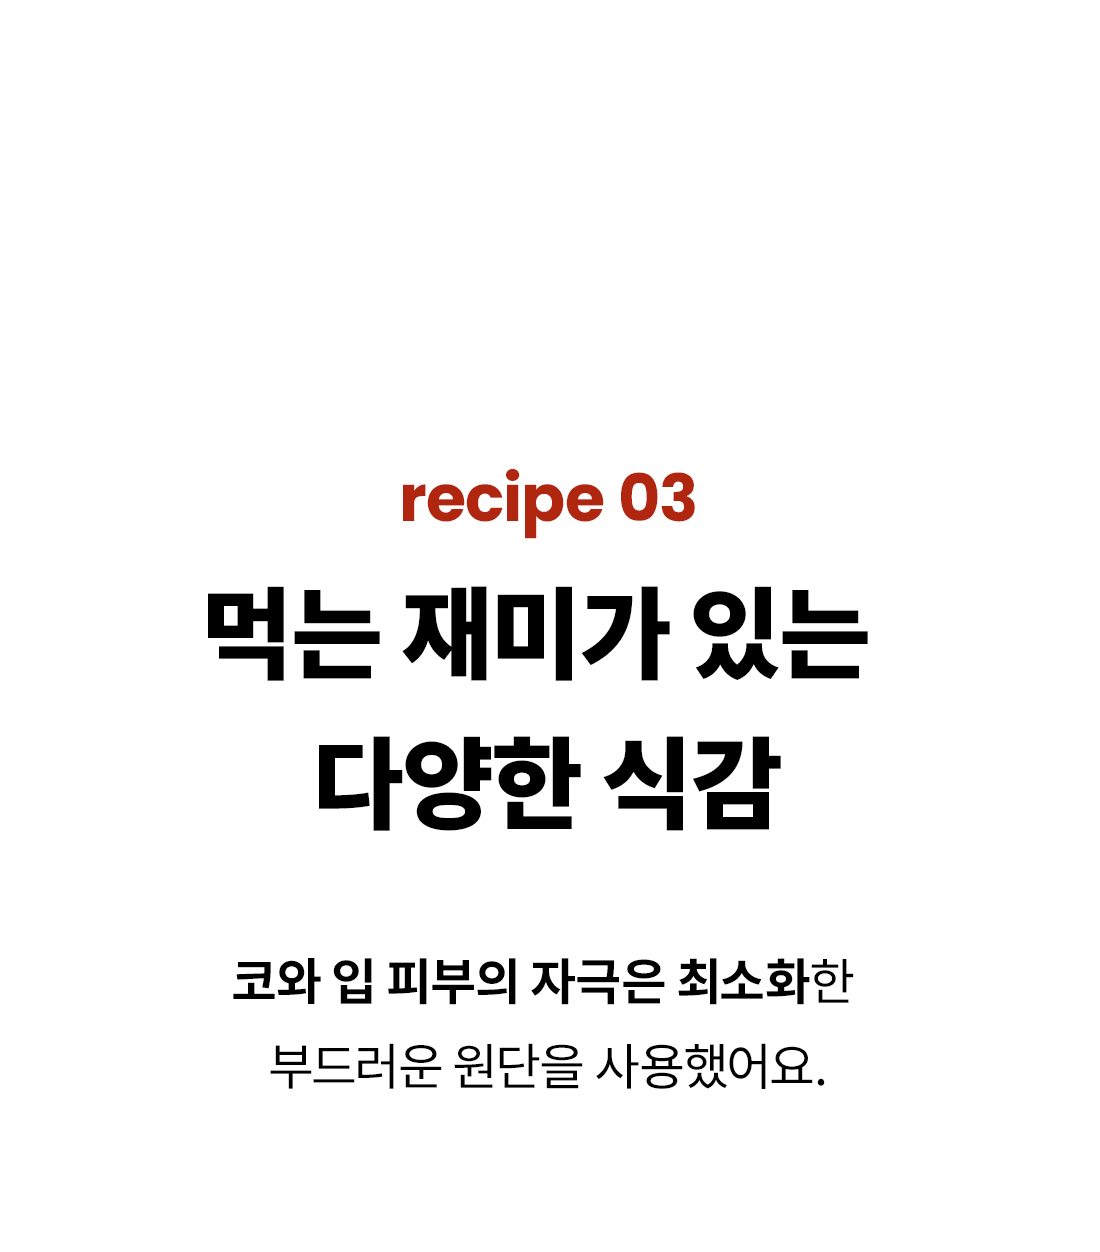 recipe 03
먹는 재미가 있는
다양한 식감
코와 입 피부의 자극은 최소화한
부드러운 원단을 사용했어요.